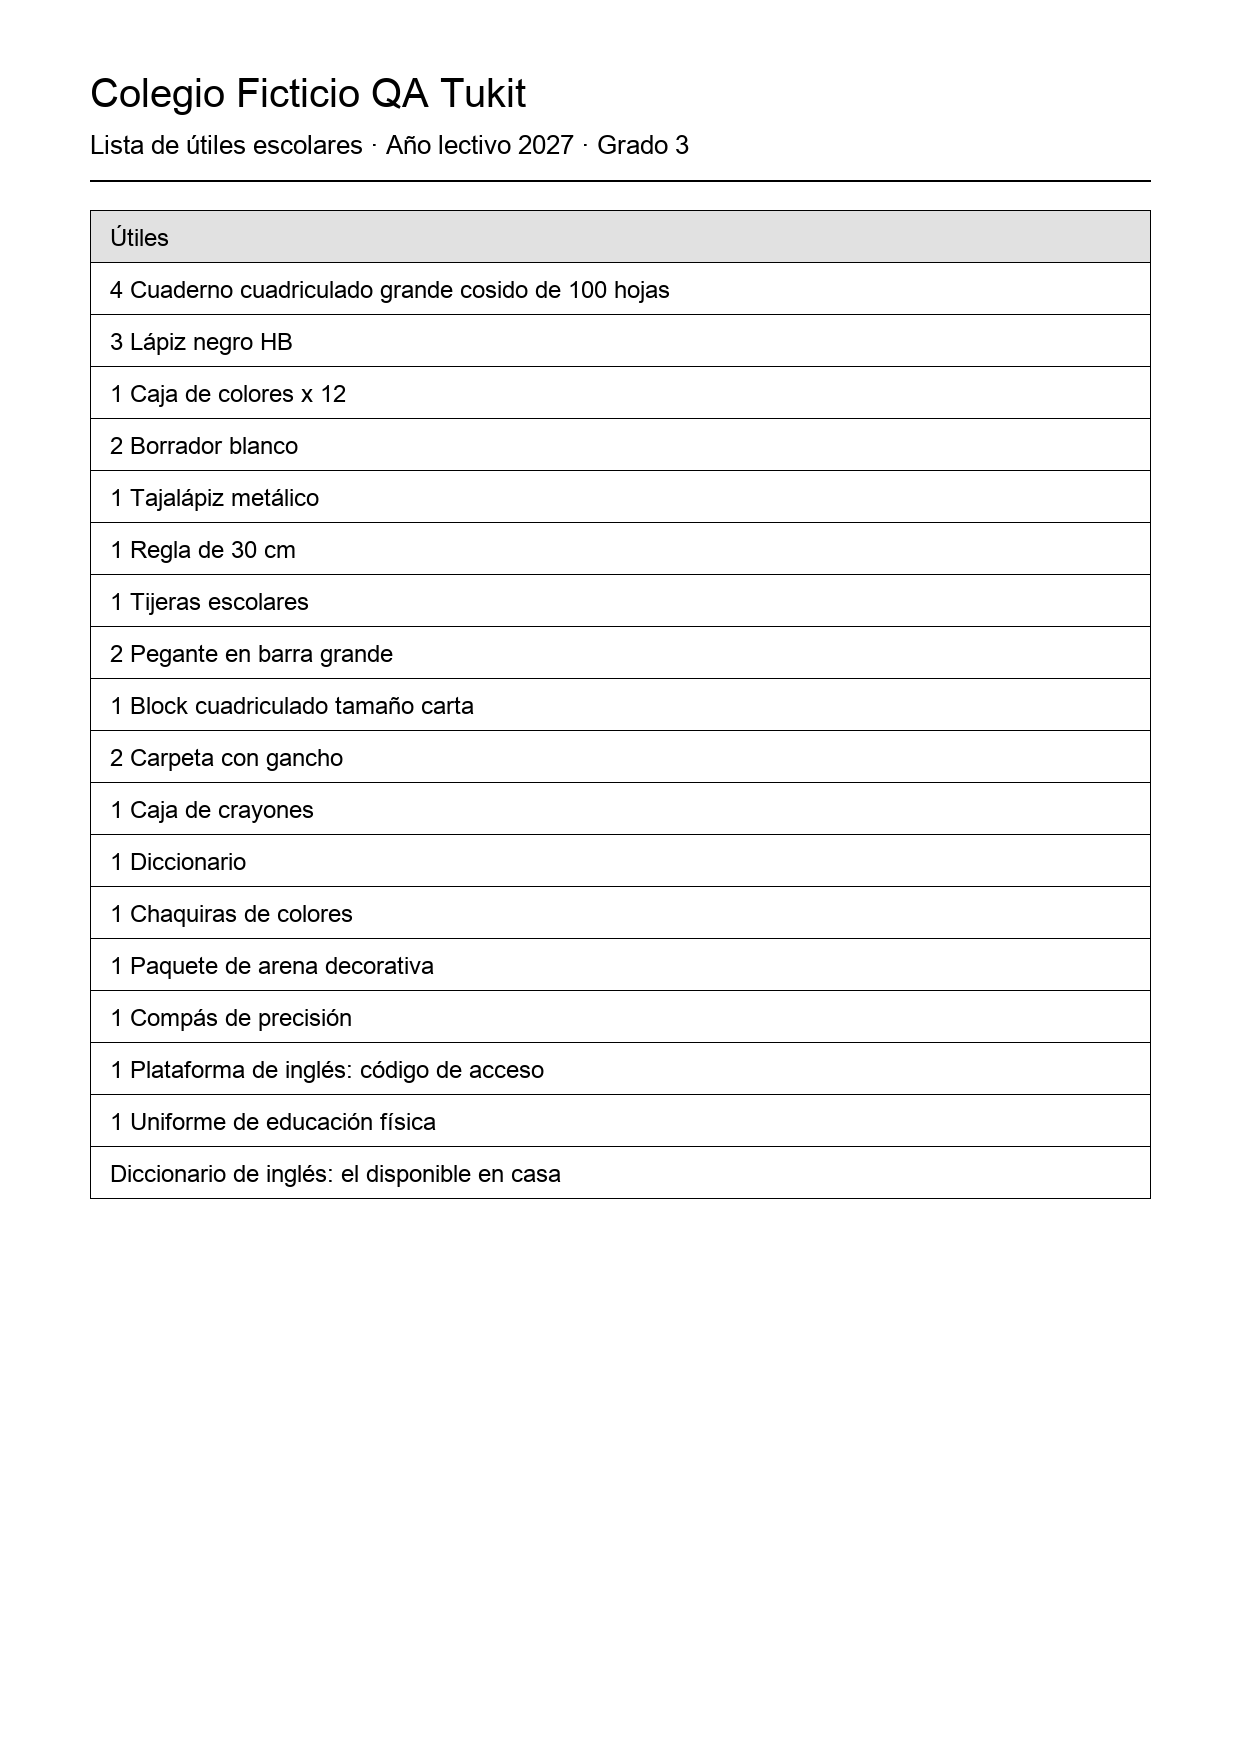 Colegio Ficticio QA Tukit
Lista de útiles escolares · Año lectivo 2027 · Grado 3
Útiles
4 Cuaderno cuadriculado grande cosido de 100 hojas
3 Lápiz negro HB
1 Caja de colores x 12
2 Borrador blanco
1 Tajalápiz metálico
1 Regla de 30 cm
1 Tijeras escolares
2 Pegante en barra grande
1 Block cuadriculado tamaño carta
2 Carpeta con gancho
1 Caja de crayones
1 Diccionario
1 Chaquiras de colores
1 Paquete de arena decorativa
1 Compás de precisión
1 Plataforma de inglés: código de acceso
1 Uniforme de educación física
Diccionario de inglés: el disponible en casa